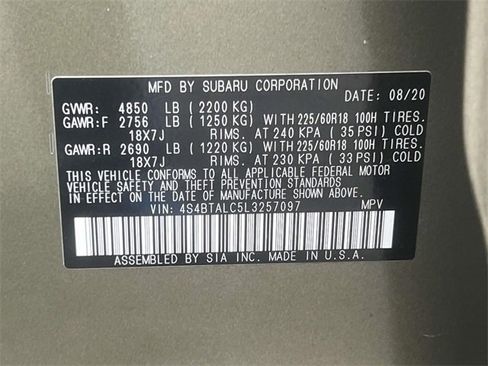 MFD BY SUBARU CORPORATION
GVWR: 4850 LB (2200 KG) DATE: 08/20
GAWR:F 2756 LB (1250 KG) WITH 225/60R18 100H TIRES.
18X7J RIMS. AT 240 KPA (35 PSI) COLD
GAWR:R 2690 LB (1220 KG) WITH 225/60R18 100H TIRES.
18X7J RIMS. AT 230 KPA (33 PSI) COLD
THIS VEHICLE CONFORMS TO ALL APPLICABLE FEDERAL MOTOR
VEHICLE SAFETY AND THEFT PREVENTION STANDARDS
IN EFFECT ON THE DATE OF MANUFACTURE SHOWN ABOVE.
VIN: 4S4BTALC5L3257097 MPV
ASSEMBLED BY SIA INC. MADE IN U.S.A.